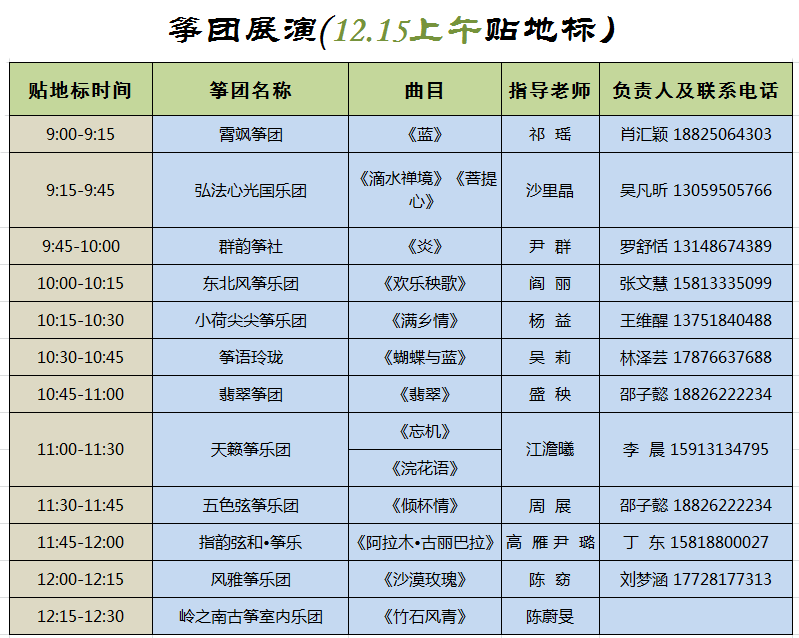 筝团展演(12.15上午贴地标)
贴地标时间 筝团名称 曲目 指导老师 负责人及联系电话
9:00-9:15 霄飒筝团 《蓝》 祁 瑶 肖汇颖 18825064303
9:15-9:45 弘法心光国乐团 《滴水禅境》《菩提
心》 沙里晶 吴凡昕 13059505766
9:45-10:00 群韵筝社 《炎》 尹 群 罗舒恬 13148674389
10:00-10:15 东北风筝乐团 《欢乐秧歌》 阎 丽 张文慧 15813335099
10:15-10:30 小荷尖尖筝乐团 《满乡情》 杨 益 王维醒 13751840488
10:30-10:45 筝语玲珑 《蝴蝶与蓝》 吴 莉 林泽芸 17876637688
10:45-11:00 翡翠筝团 《翡翠》 盛 秧 邵子懿 18826222234
11:00-11:30 天籁筝乐团 《忘机》 江澹曦 李 晨 15913134795
《浣花语》
11:30-11:45 五色弦筝乐团 《倾杯情》 周 展 邵子懿 18826222234
11:45-12:00 指韵弦和•筝乐 《阿拉木•古丽巴拉》 高 雁 尹 璐 丁 东 15818800027
12:00-12:15 风雅筝乐团 《沙漠玫瑰》 陈 窈 刘梦涵 17728177313
12:15-12:30 岭之南古筝室内乐团 《竹石风青》 陈蔚旻